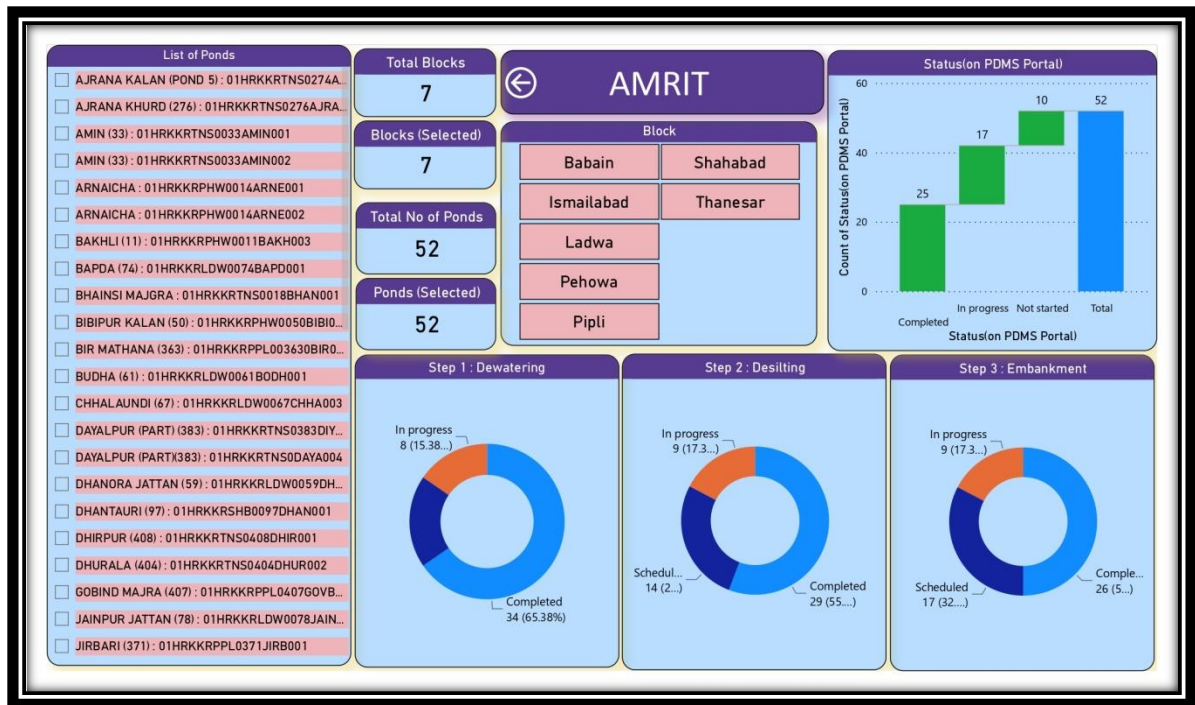 List of Ponds
AJRANA KALAN (POND 5) : 01HRKKRTNS0274A...
AJRANA KHURD (276) : 01HRKKRTNS0276AJRA...
AMIN (33) : 01HRKKRTNS0033AMIN001
AMIN (33) : 01HRKKRTNS0033AMIN002
ARNAICHA : 01HRKKRPHW0014ARNE001
ARNAICHA : 01HRKKRPHW0014ARNE002
BAKHLI (11) : 01HRKKRPHW0011BAKH003
BAPDA (74) : 01HRKKRLDW0074BAPD001
BHAINSI MAJGRA : 01HRKKRTNS0018BHAN001
BIBIPUR KALAN (50) : 01HRKKRPHW0050BIBI0...
BIR MATHANA (363) : 01HRKKRPPL003630BIR0...
BUDHA (61) : 01HRKKRLDW0061BODH001
CHHALAUNDI (67) : 01HRKKRLDW0067CHHA003
DAYALPUR (PART) (383) : 01HRKKRTNS0383DIY...
DAYALPUR (PART)(383) : 01HRKKRTNS0DAYA004
DHANORA JATTAN (59) : 01HRKKRLDW0059DH...
DHANTAURI (97) : 01HRKKRSHB0097DHAN001
DHIRPUR (408) : 01HRKKRTNS0408DHIR001
DHURALA (404) : 01HRKKRTNS0404DHUR002
GOBIND MAJRA (407) : 01HRKKRPPL0407GOVB...
JAINPUR JATTAN (78) : 01HRKKRLDW0078JAIN...
JIRBARI (371) : 01HRKKRPPL0371JIRB001
Total Blocks
7
Blocks (Selected)
7
Total No of Ponds
52
Ponds (Selected)
52
AMRIT
Block
Babain Shahabad
Ismailabad Thanesar
Ladwa
Pehowa
Pipli
Status(on PDMS Portal)
Count of Status(on PDMS Portal)
60
40
20
0
25
17
10
52
Completed
In progress
Not started
Total
Status(on PDMS Portal)
Step 1 : Dewatering
In progress
8 (15.38...)
Completed
34 (65.38%)
Step 2 : Desilting
In progress
9 (17.3...)
Schedul...
14 (2...)
Completed
29 (55....)
Step 3 : Embankment
In progress
9 (17.3...)
Scheduled
17 (32....)
Comple...
26 (5...)